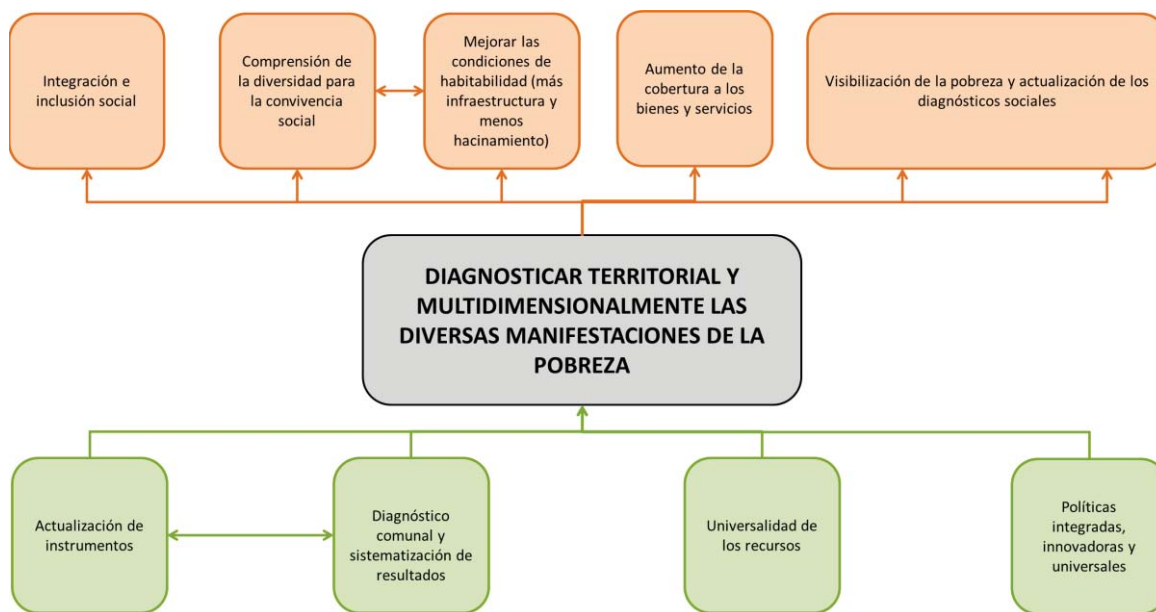 Integración e
inclusión social
Comprensión de
la diversidad para
la convivencia
social
Mejorar las
condiciones de
habitabilidad (más
infraestructura y
menos
hacinamiento)
Aumento de la
cobertura a los
bienes y servicios
Visibilización de la pobreza y actualización de los
diagnósticos sociales
DIAGNOSTICAR TERRITORIAL Y
MULTIDIMENSIONALMENTE LAS
DIVERSAS MANIFESTACIONES DE LA
POBREZA
Actualización de
instrumentos
Diagnóstico
comunal y
sistematización de
resultados
Universalidad de
los recursos
Políticas
integradas,
innovadoras y
universales